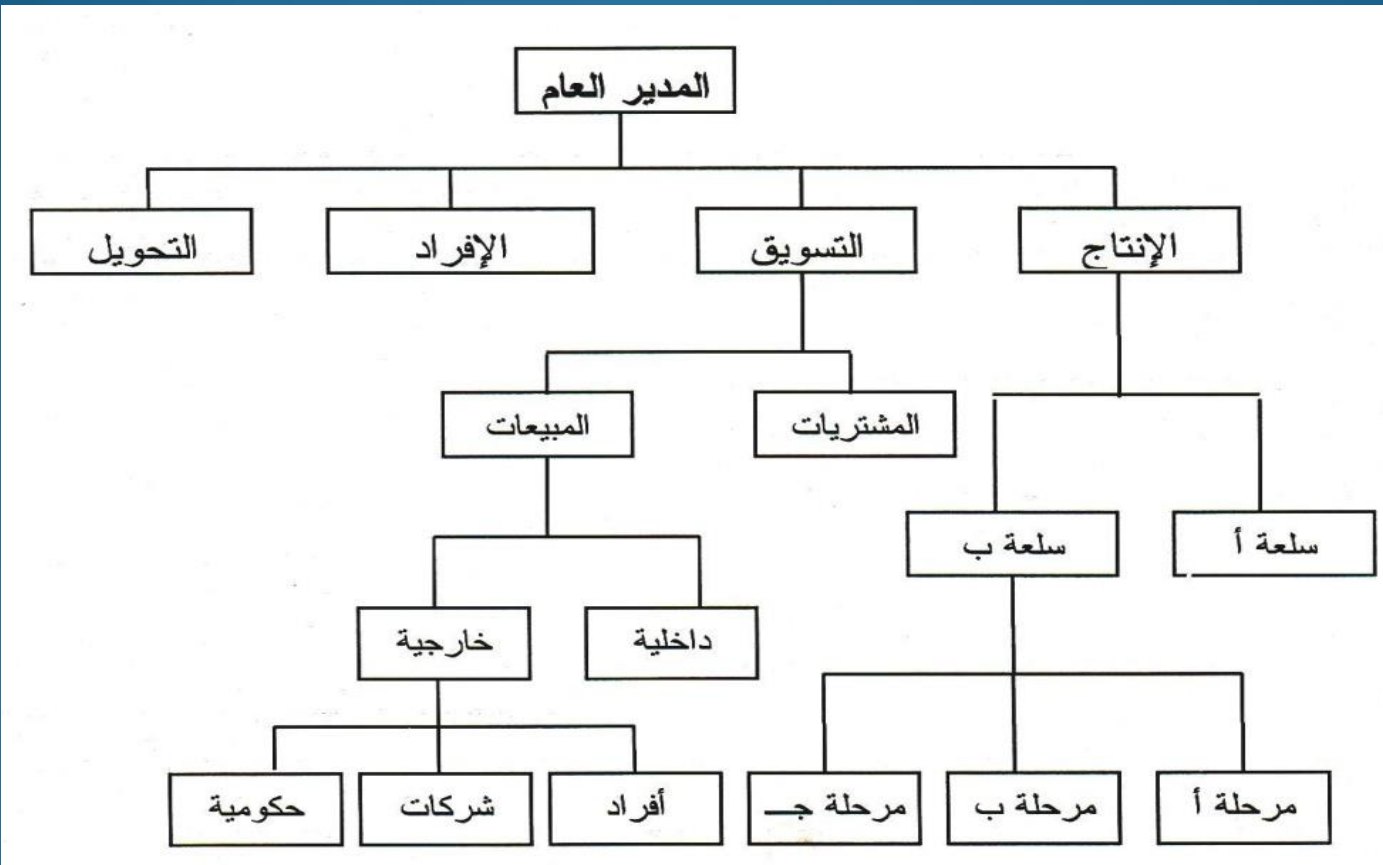 المدير العام
الإنتاج
التسويق
الإفراد
التحويل
المشتريات
المبيعات
سلعة أ
سلعة ب
داخلية
خارجية
مرحلة أ
مرحلة ب
مرحلة جـ
أفراد
شركات
حكومية